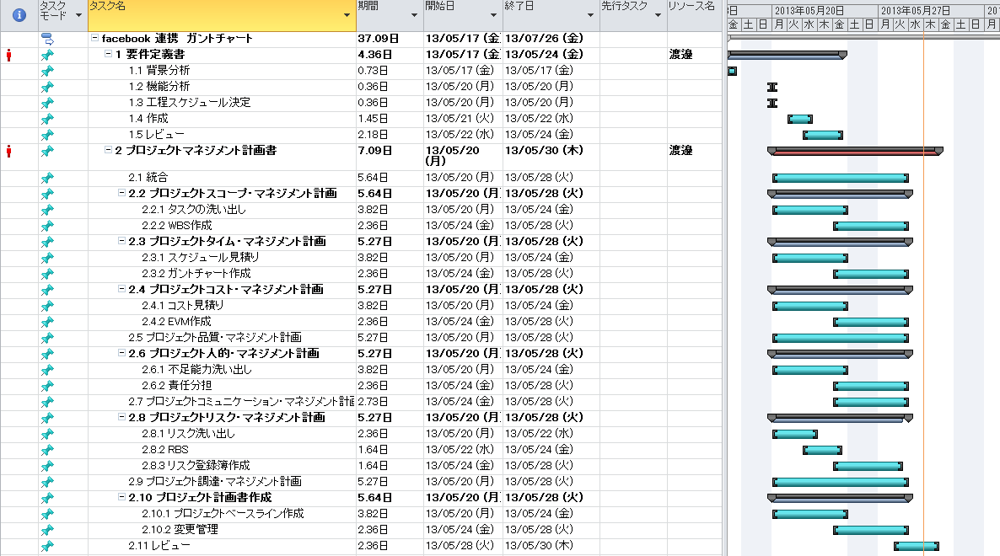 タスク モード タスク名 期間 開始日 終了日 先行タスク リソース名 2013年05月20日 2013年05月27日
金 土 日 月 火 水 木 金 土 日 月 火 水 木 金 土 日 月
facebook 連携 ガントチャート 37.09日 13/05/17 (金) 13/07/26 (金)
1 要件定義書 4.36日 13/05/17 (金) 13/05/24 (金) 渡邉
1.1 背景分析 0.73日 13/05/17 (金) 13/05/17 (金)
1.2 機能分析 0.36日 13/05/20 (月) 13/05/20 (月)
1.3 工程スケジュール決定 0.36日 13/05/20 (月) 13/05/20 (月)
1.4 作成 1.45日 13/05/21 (火) 13/05/22 (水)
1.5 レビュー 2.18日 13/05/22 (水) 13/05/24 (金)
2 プロジェクトマネジメント計画書 7.09日 13/05/20 (月) 13/05/30 (木) 渡邉
2.1 統合 5.64日 13/05/20 (月) 13/05/28 (火)
2.2 プロジェクトスコープ・マネジメント計画 5.64日 13/05/20 (月) 13/05/28 (火)
2.2.1 タスクの洗い出し 3.82日 13/05/20 (月) 13/05/24 (金)
2.2.2 WBS作成 2.36日 13/05/24 (金) 13/05/28 (火)
2.3 プロジェクトタイム・マネジメント計画 5.27日 13/05/20 (月) 13/05/28 (火)
2.3.1 スケジュール見積り 3.82日 13/05/20 (月) 13/05/24 (金)
2.3.2 ガントチャート作成 2.36日 13/05/24 (金) 13/05/28 (火)
2.4 プロジェクトコスト・マネジメント計画 5.27日 13/05/20 (月) 13/05/28 (火)
2.4.1 コスト見積り 3.82日 13/05/20 (月) 13/05/24 (金)
2.4.2 EVM作成 2.36日 13/05/24 (金) 13/05/28 (火)
2.5 プロジェクト品質・マネジメント計画 5.27日 13/05/20 (月) 13/05/28 (火)
2.6 プロジェクト人的・マネジメント計画 5.27日 13/05/20 (月) 13/05/28 (火)
2.6.1 不足能力洗い出し 3.82日 13/05/20 (月) 13/05/24 (金)
2.6.2 責任分担 2.36日 13/05/24 (金) 13/05/28 (火)
2.7 プロジェクトコミュニケーション・マネジメント計画 2.73日 13/05/24 (金) 13/05/28 (火)
2.8 プロジェクトリスク・マネジメント計画 5.27日 13/05/20 (月) 13/05/28 (火)
2.8.1 リスク洗い出し 2.36日 13/05/20 (月) 13/05/22 (水)
2.8.2 RBS 1.64日 13/05/22 (水) 13/05/24 (金)
2.8.3 リスク登録簿作成 1.64日 13/05/24 (金) 13/05/28 (火)
2.9 プロジェクト調達・マネジメント計画 5.27日 13/05/20 (月) 13/05/28 (火)
2.10 プロジェクト計画書作成 5.64日 13/05/20 (月) 13/05/28 (火)
2.10.1 プロジェクトベースライン作成 3.82日 13/05/20 (月) 13/05/24 (金)
2.10.2 変更管理 2.36日 13/05/24 (金) 13/05/28 (火)
2.11 レビュー 2.36日 13/05/28 (火) 13/05/30 (木)